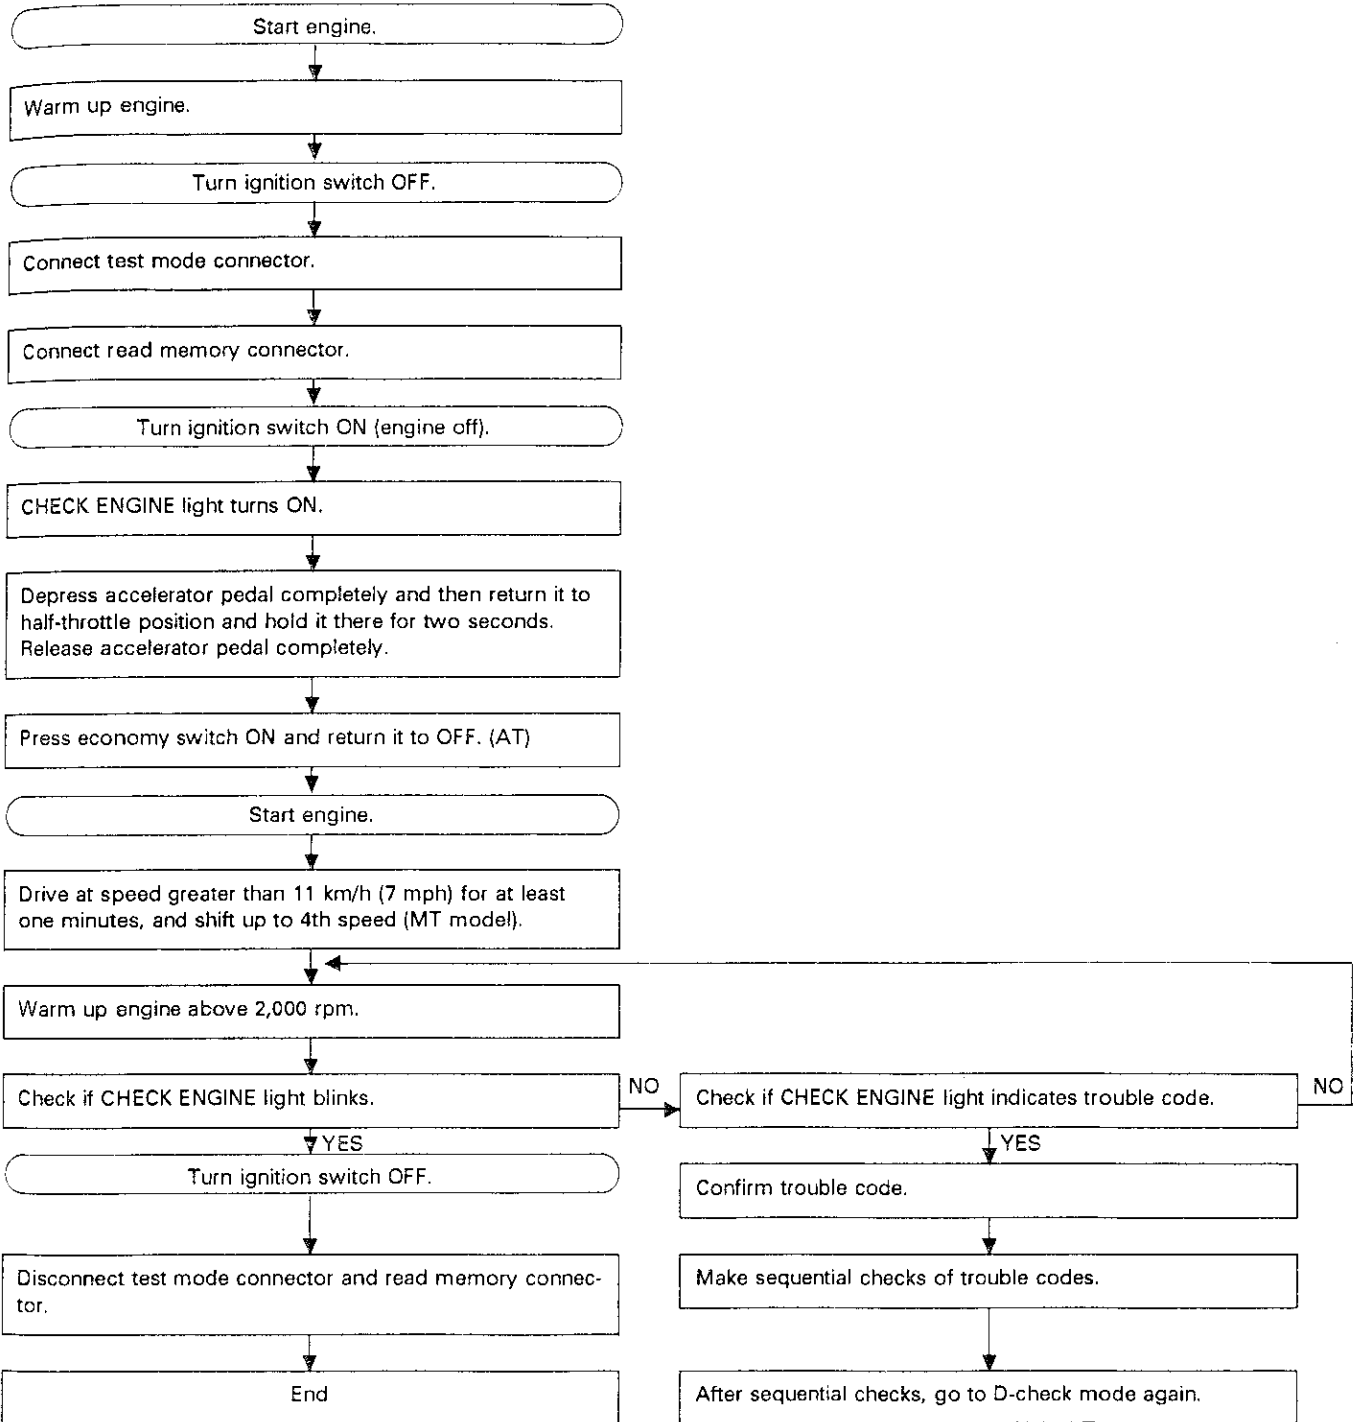 Start engine.
Warm up engine.
Turn ignition switch OFF.
Connect test mode connector.
Connect read memory connector.
Turn ignition switch ON (engine off).
CHECK ENGINE light turns ON.
Depress accelerator pedal completely and then return it to
half-throttle position and hold it there for two seconds.
Release accelerator pedal completely.
Press economy switch ON and return it to OFF. (AT)
Start engine.
Drive at speed greater than 11 km/h (7 mph) for at least
one minutes, and shift up to 4th speed (MT model).
Warm up engine above 2,000 rpm.
Check if CHECK ENGINE light blinks.
NO
Check if CHECK ENGINE light indicates trouble code.
NO
YES
Turn ignition switch OFF.
YES
Confirm trouble code.
Disconnect test mode connector and read memory connec-
tor.
Make sequential checks of trouble codes.
End
After sequential checks, go to D-check mode again.